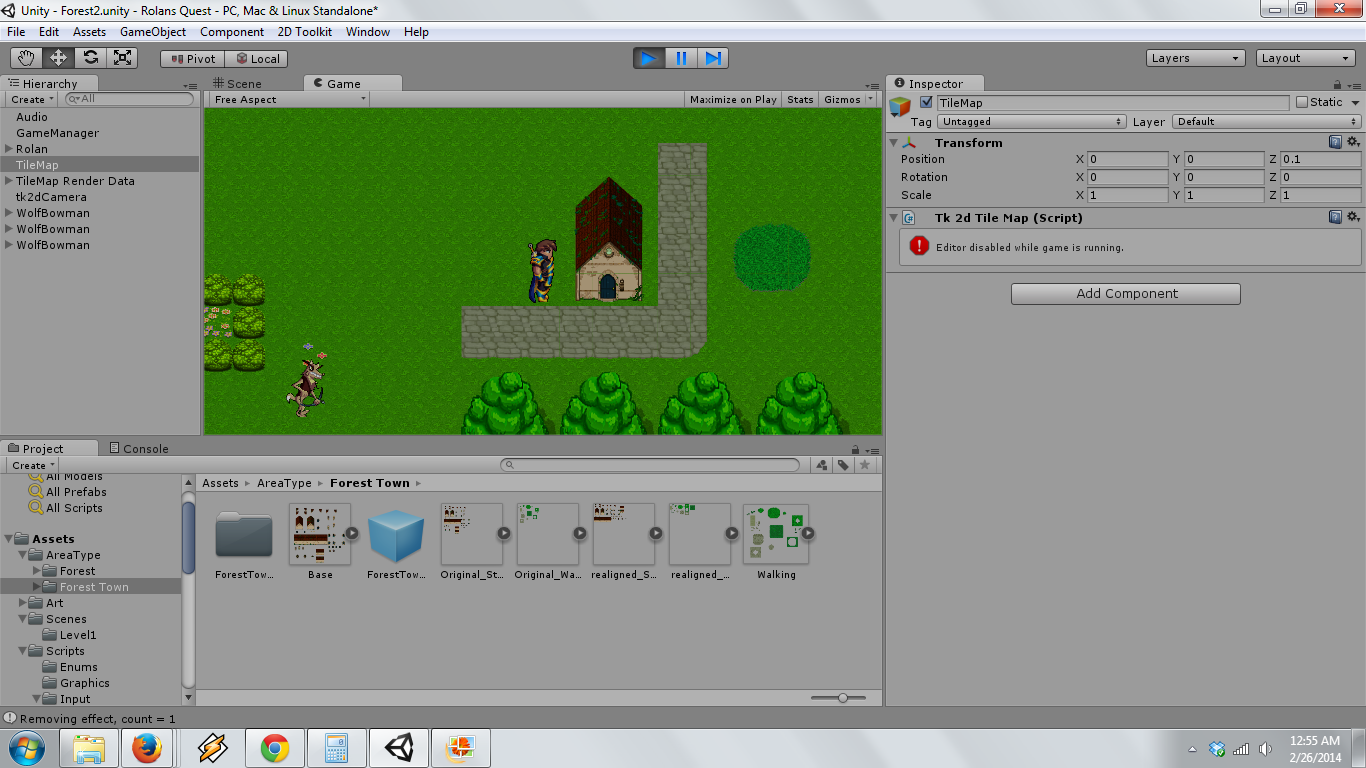 Unity - Forest2.unity - Rolans Quest - PC, Mac & Linux Standalone*
File Edit Assets GameObject Component 2D Toolkit Window Help
Pivot Local Layers Layout
Hierarchy
Create All
Audio
GameManager
Rolan
TileMap
TileMap Render Data
tk2dCamera
WolfBowman
WolfBowman
WolfBowman
Scene Game
Free Aspect Maximize on Play Stats Gizmos
Inspector
TileMap Static
Tag Untagged Layer Default
Transform
Position X 0 Y 0 Z 0.1
Rotation X 0 Y 0 Z 0
Scale X 1 Y 1 Z 1
Tk 2d Tile Map (Script)
Editor disabled while game is running.
Add Component
Project Console
Create
All Models
All Prefabs
All Scripts
Assets
AreaType
Forest
Forest Town
Art
Scenes
Level1
Scripts
Enums
Graphics
Input
Assets AreaType Forest Town
ForestTow... Base ForestTow... Original_St... Original_Wa... realigned_S... realigned_... Walking
Removing effect, count = 1
12:55 AM
2/26/2014